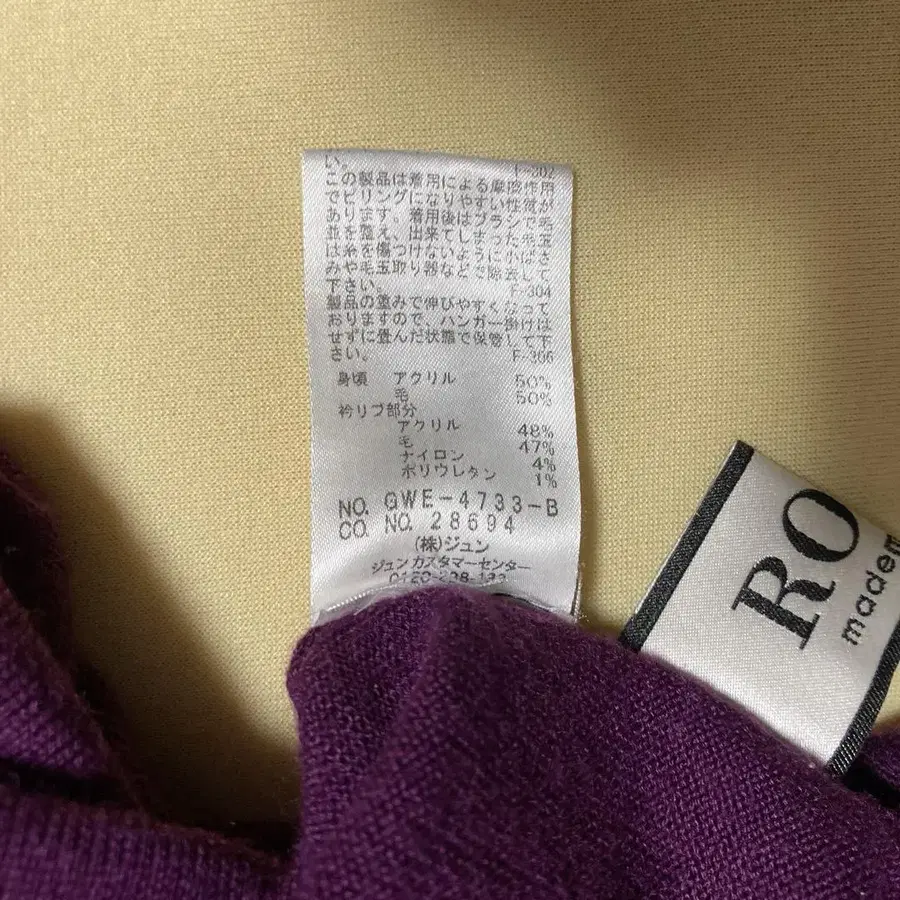 い。 F-302
この製品は着用による摩擦作用
でピリングになりやすい性質が
あります。着用後はブラシで毛
並を整え、出来てしまった毛玉
は糸を傷つけないように小ばさ
みや毛玉取り器などで除去して
下さい。 F-304
製品の重みで伸びやすくなって
おりますので、ハンガー掛けは
せずに畳んだ状態で保管して下
さい。 F-306
身頃 アクリル 50%
毛 50%
衿リブ部分
アクリル 48%
毛 47%
ナイロン 4%
ポリウレタン 1%
NO. GWE-4733-B
CO. NO. 28694
(株)ジュン
ジュンカスタマーセンター
RO
madem